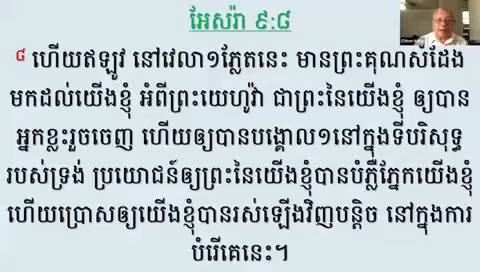 អែសរ៉ា ៩:៨
៨ ហើយឥឡូវ នៅវេលា១ភ្លែតនេះ មានព្រះគុណសំដែង
មកដល់យើងខ្ញុំ អំពីព្រះយេហូវ៉ា ជាព្រះនៃយើងខ្ញុំ ឲ្យបាន
អ្នកខ្លះរួចចេញ ហើយឲ្យបានបង្គោល១នៅក្នុងទីបរិសុទ្ធ
របស់ទ្រង់ ប្រយោជន៍ឲ្យព្រះនៃយើងខ្ញុំបានបំភ្លឺភ្នែកយើងខ្ញុំ
ហើយប្រោសឲ្យយើងខ្ញុំបានរស់ឡើងវិញបន្តិច នៅក្នុងការ
បំរើគេនេះ។